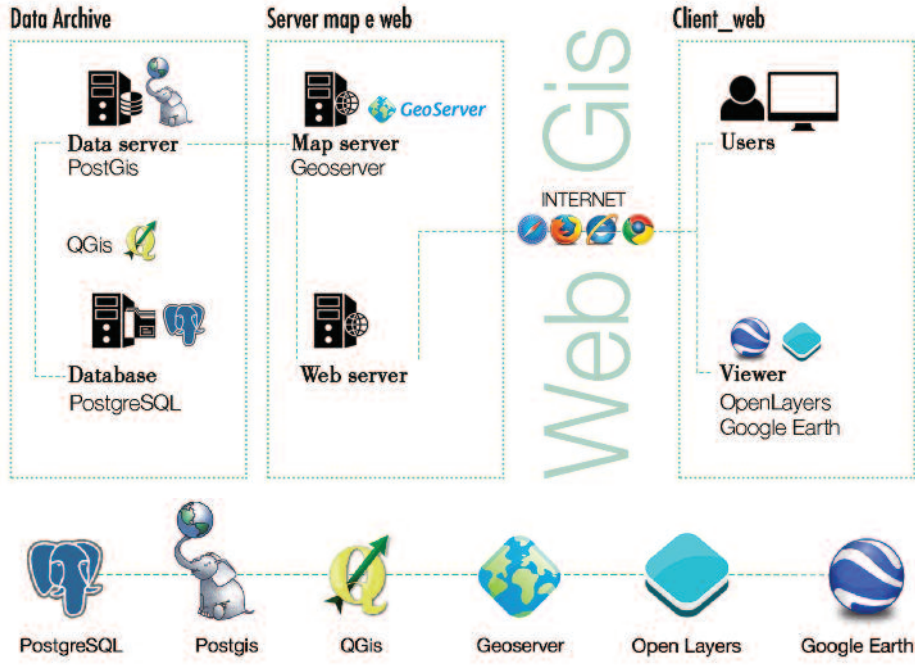 Data Archive
Server map e web
Client_web
Data server
PostGis
QGis
Database
PostgreSQL
GeoServer
Map server
Geoserver
Web server
Web Gis
INTERNET
Users
Viewer
OpenLayers
Google Earth
PostgreSQL
Postgis
QGis
Geoserver
Open Layers
Google Earth